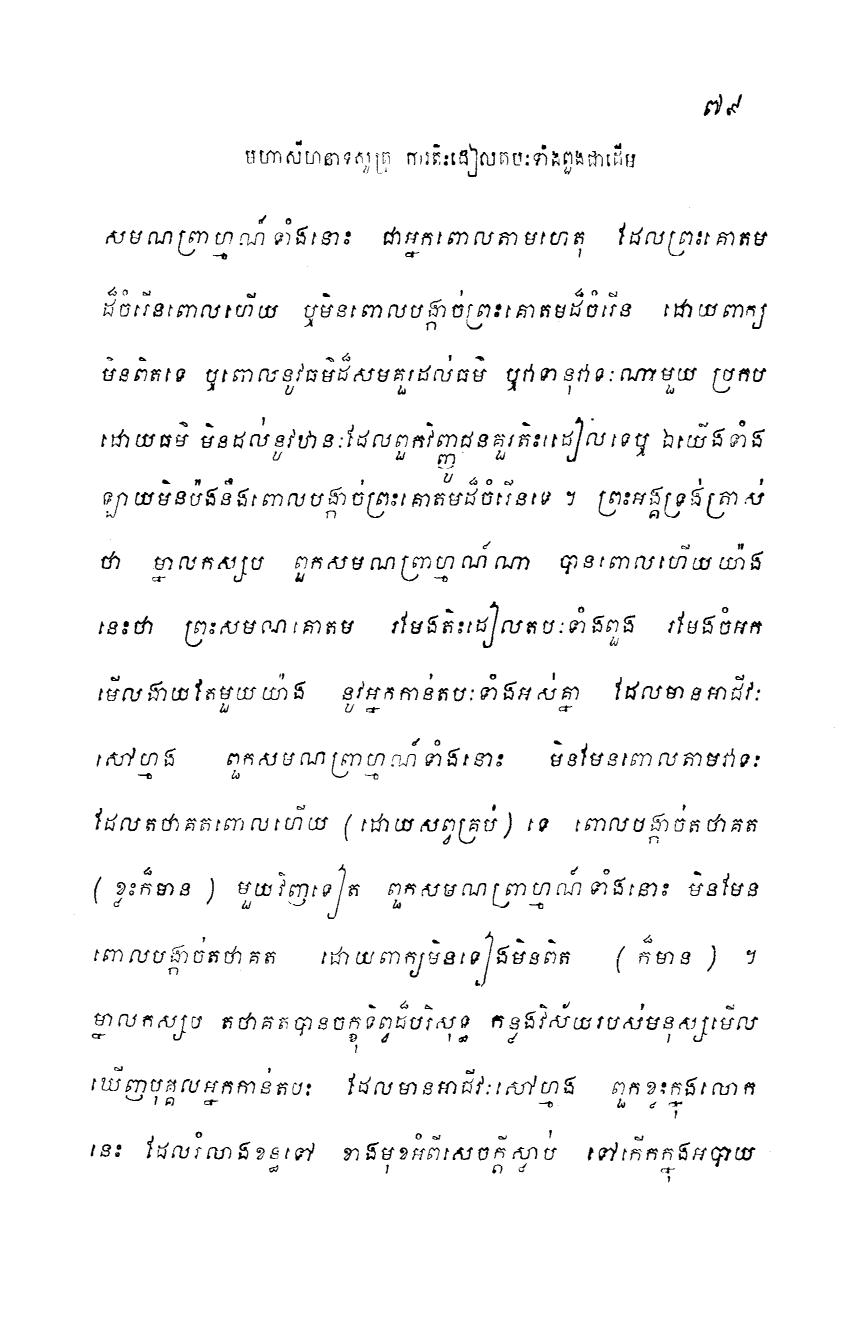 ៧៩
មហាសីហនាទសូត្រ ការតិះដៀលតបះទាំងពួងជាដើម
សមណព្រាហ្មណ៍ទាំងនោះ ជាអ្នកពោលតាមហេតុ ដែលព្រះគោតម
ដ៏ចំរើនពោលហើយ ឬមិនពោលបង្កាច់ព្រះគោតមដ៏ចំរើន ដោយពាក្យ
មិនពិតទេ ឬពោលនូវធម៌ដ៏សមគួរដល់ធម៌ ឬវាទានុវាទៈណាមួយ ប្រកប
ដោយធម៌ មិនដល់នូវឋានៈដែលពួកវិញ្ញូជនគួរតិះដៀលទេឬ ឯយើងទាំង
ឡាយមិនប៉ងនឹងពោលបង្កាច់ព្រះគោតមដ៏ចំរើនទេ ។ ព្រះអង្គទ្រង់ត្រាស់
ថា ម្នាលកស្សប ពួកសមណព្រាហ្មណ៍ណា បានពោលហើយយ៉ាង
នេះថា ព្រះសមណគោតម រមែងតិះដៀលតបៈទាំងពួង រមែងចំអក
មើលងាយតែមួយយ៉ាង នូវអ្នកកាន់តបៈទាំងអស់គ្នា ដែលមានអាជីវៈ
សៅហ្មង ពួកសមណព្រាហ្មណ៍ទាំងនោះ មិនមែនពោលតាមវាទះ
ដែលតថាគតពោលហើយ (ដោយសព្វគ្រប់) ទេ ពោលបង្កាច់តថាគត
(ខ្លះក៏មាន) មួយវិញទៀត ពួកសមណព្រាហ្មណ៍ទាំងនោះ មិនមែន
ពោលបង្កាច់តថាគត ដោយពាក្យមិនទៀងមិនពិត (ក៏មាន) ។
ម្នាលកស្សប តថាគតបានចក្ខុទិព្វដ៏បរិសុទ្ធ កន្លងវិស័យរបស់មនុស្សមើល
ឃើញបុគ្គលអ្នកកាន់តបះ ដែលមានអាជីវៈសៅហ្មង ពួកខ្លះក្នុងលោក
នេះ ដែលរំលាងខន្ធទៅ ខាងមុខអំពីសេចក្តីស្លាប់ ទៅកើតក្នុងអបាយ